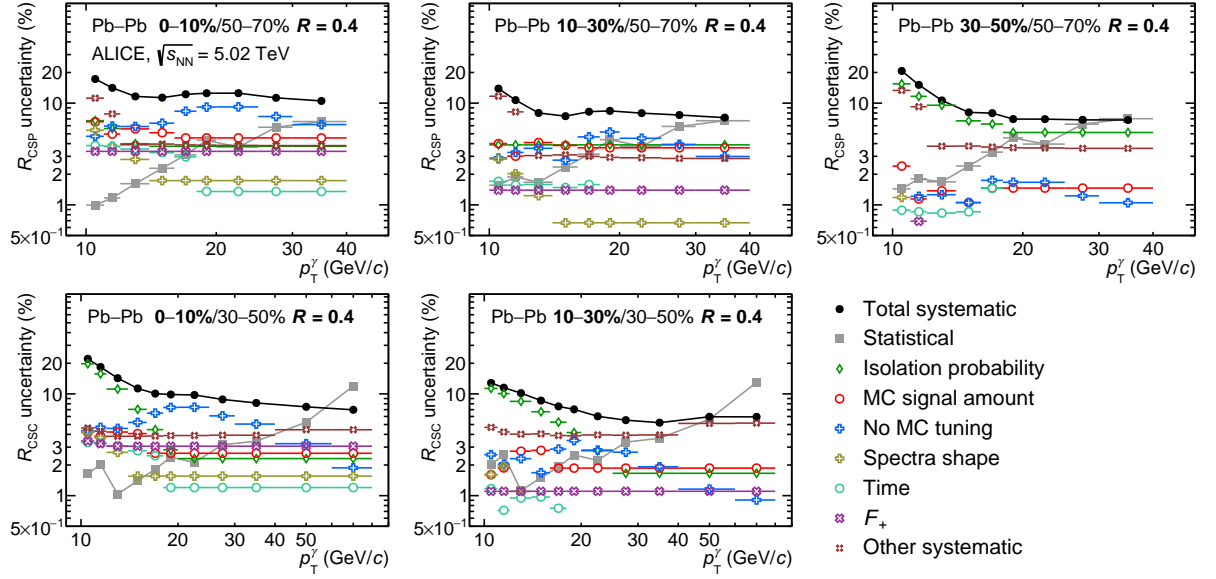 Pb–Pb 0–10%/50–70% R = 0.4
ALICE, √sNN = 5.02 TeV
RCSP uncertainty (%)
20
10
3
2
1
5×10⁻¹
10
20
30
40
pTγ (GeV/c)
Pb–Pb 10–30%/50–70% R = 0.4
RCSP uncertainty (%)
20
10
3
2
1
5×10⁻¹
10
20
30
40
pTγ (GeV/c)
Pb–Pb 30–50%/50–70% R = 0.4
RCSP uncertainty (%)
20
10
3
2
1
5×10⁻¹
10
20
30
40
pTγ (GeV/c)
Pb–Pb 0–10%/30–50% R = 0.4
RCSC uncertainty (%)
20
10
3
2
1
5×10⁻¹
10
20
30
40
50
pTγ (GeV/c)
Pb–Pb 10–30%/30–50% R = 0.4
RCSC uncertainty (%)
20
10
3
2
1
5×10⁻¹
10
20
30
40
50
pTγ (GeV/c)
Total systematic
Statistical
Isolation probability
MC signal amount
No MC tuning
Spectra shape
Time
F+
Other systematic